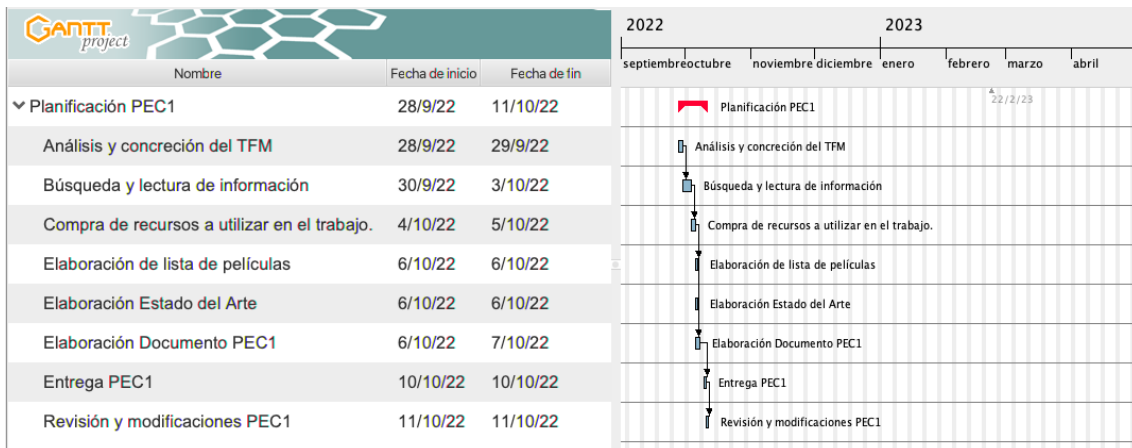 GANTT project
2022 2023
Nombre Fecha de inicio Fecha de fin septiembre octubre noviembre diciembre enero febrero marzo abril
22/2/23
Planificación PEC1 28/9/22 11/10/22 Planificación PEC1
Análisis y concreción del TFM 28/9/22 29/9/22 Análisis y concreción del TFM
Búsqueda y lectura de información 30/9/22 3/10/22 Búsqueda y lectura de información
Compra de recursos a utilizar en el trabajo. 4/10/22 5/10/22 Compra de recursos a utilizar en el trabajo.
Elaboración de lista de películas 6/10/22 6/10/22 Elaboración de lista de películas
Elaboración Estado del Arte 6/10/22 6/10/22 Elaboración Estado del Arte
Elaboración Documento PEC1 6/10/22 7/10/22 Elaboración Documento PEC1
Entrega PEC1 10/10/22 10/10/22 Entrega PEC1
Revisión y modificaciones PEC1 11/10/22 11/10/22 Revisión y modificaciones PEC1